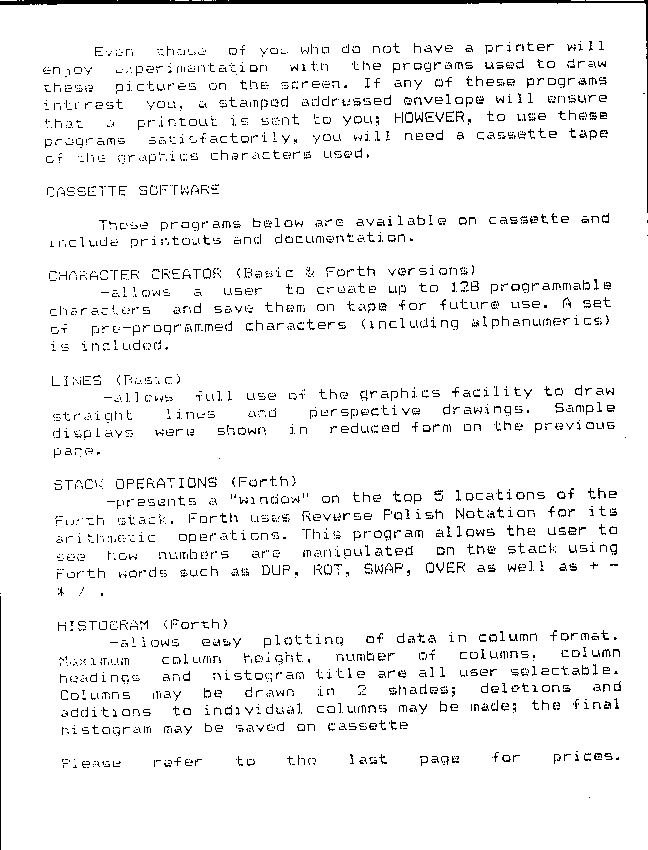 Even those of you who do not have a printer will
enjoy experimentation with the programs used to draw
these pictures on the screen. If any of these programs
interest you, a stamped addressed envelope will ensure
that a printout is sent to you; HOWEVER, to use these
programs satisfactorily, you will need a cassette tape
of the graphics characters used.
CASSETTE SOFTWARE
These programs below are available on cassette and
include printouts and documentation.
CHARACTER CREATOR (Basic & Forth versions)
-allows a user to create up to 128 programmable
characters and save them on tape for future use. A set
of pre-programmed characters (including alphanumerics)
is included.
LINES (Basic)
-allows full use of the graphics facility to draw
straight lines and perspective drawings. Sample
displays were shown in reduced form on the previous
page.
STACK OPERATIONS (Forth)
-presents a "window" on the top 5 locations of the
Forth stack. Forth uses Reverse Polish Notation for its
arithmetic operations. This program allows the user to
see how numbers are manipulated on the stack using
Forth words such as DUP, ROT, SWAP, OVER as well as + -
* / .
HISTOGRAM (Forth)
-allows easy plotting of data in column format.
Maximum column height, number of columns, column
headings and histogram title are all user selectable.
Columns may be drawn in 2 shades; deletions and
additions to individual columns may be made; the final
histogram may be saved on cassette
Please refer to the last page for prices.